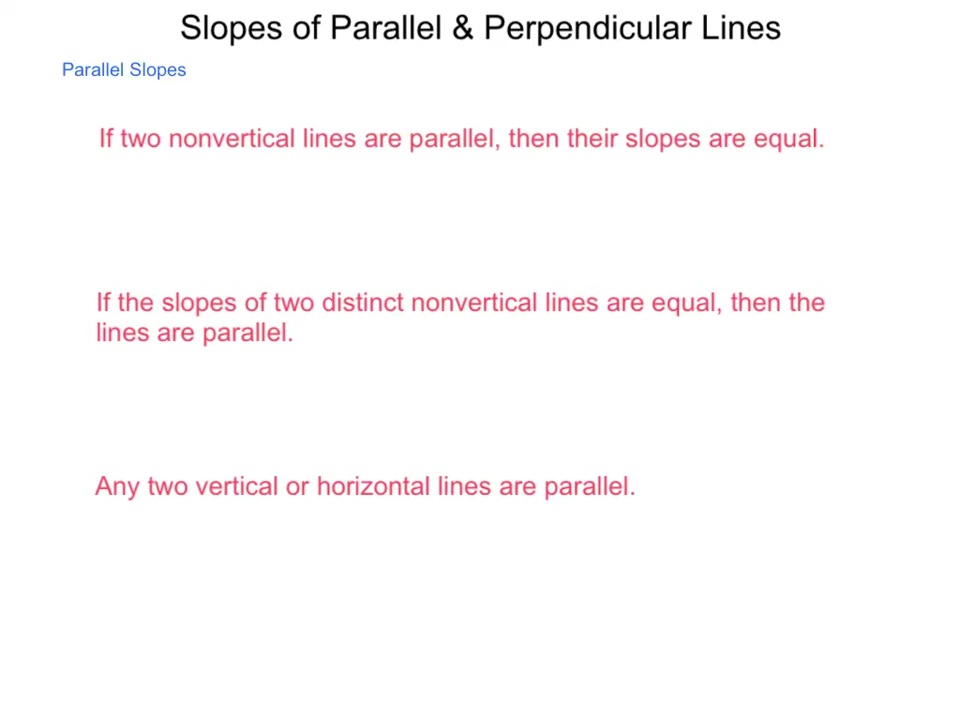 Slopes of Parallel & Perpendicular Lines
Parallel Slopes
If two nonvertical lines are parallel, then their slopes are equal.
If the slopes of two distinct nonvertical lines are equal, then the
lines are parallel.
Any two vertical or horizontal lines are parallel.